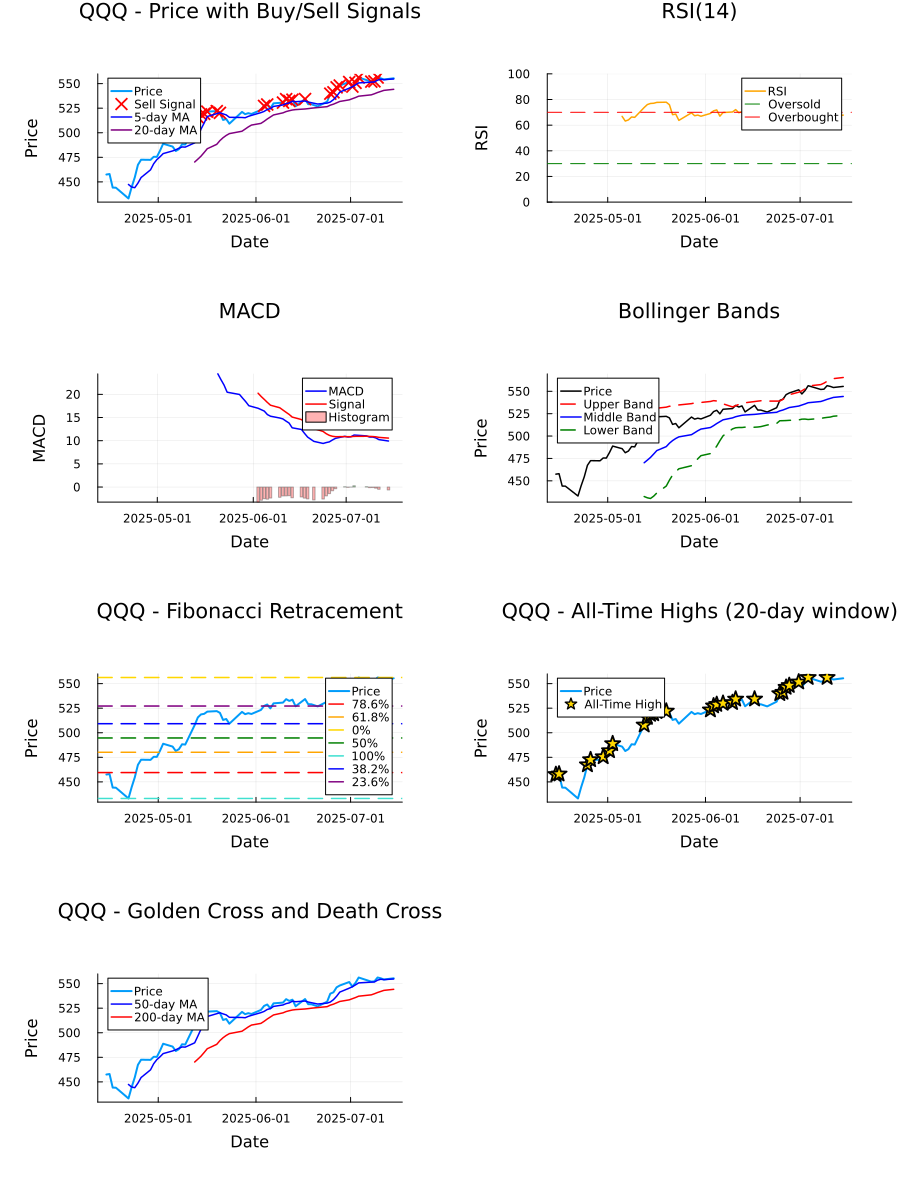 QQQ - Price with Buy/Sell Signals
550
525
500
475
450
Price
Price
Sell Signal
5-day MA
20-day MA
2025-05-01
2025-06-01
2025-07-01
Date
RSI(14)
100
80
60
40
20
0
RSI
RSI
Oversold
Overbought
2025-05-01
2025-06-01
2025-07-01
Date
MACD
20
15
10
5
0
MACD
MACD
Signal
Histogram
2025-05-01
2025-06-01
2025-07-01
Date
Bollinger Bands
550
525
500
475
450
Price
Price
Upper Band
Middle Band
Lower Band
2025-05-01
2025-06-01
2025-07-01
Date
QQQ - Fibonacci Retracement
550
525
500
475
450
Price
Price
78.6%
61.8%
0%
50%
100%
38.2%
23.6%
2025-05-01
2025-06-01
2025-07-01
Date
QQQ - All-Time Highs (20-day window)
550
525
500
475
450
Price
Price
All-Time High
2025-05-01
2025-06-01
2025-07-01
Date
QQQ - Golden Cross and Death Cross
550
525
500
475
450
Price
Price
50-day MA
200-day MA
2025-05-01
2025-06-01
2025-07-01
Date